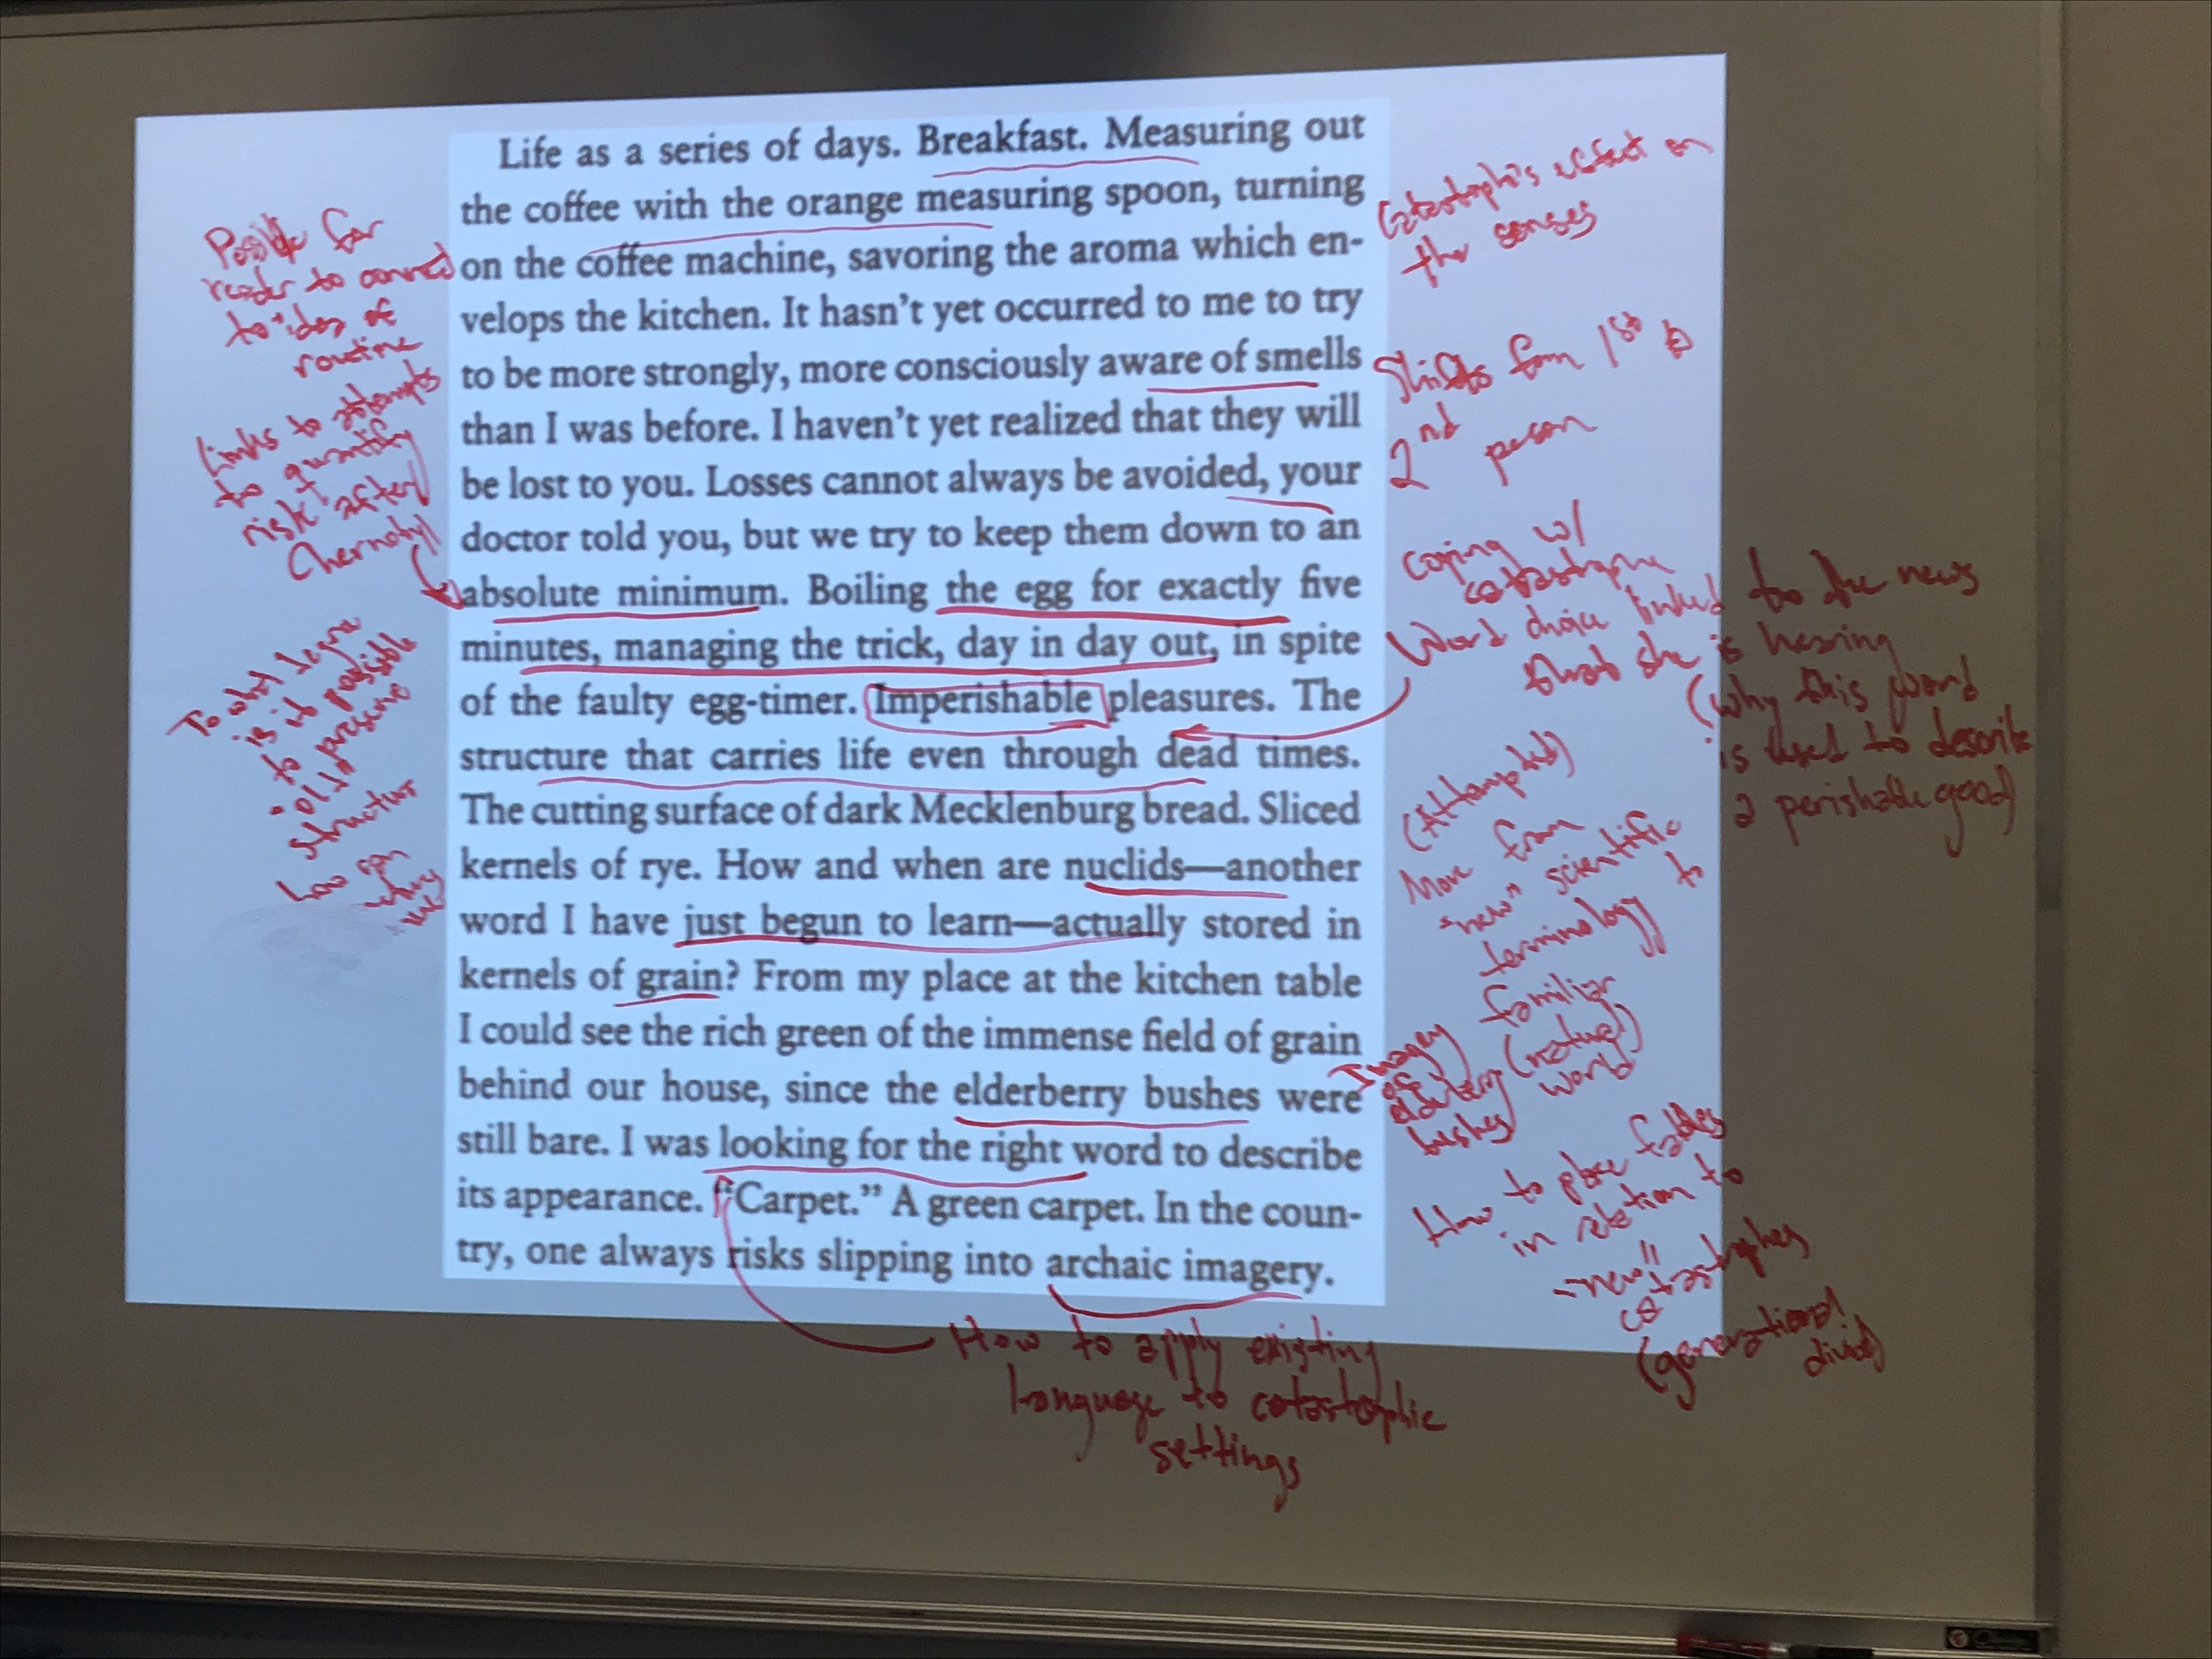 Life as a series of days. Breakfast. Measuring out
the coffee with the orange measuring spoon, turning
on the coffee machine, savoring the aroma which en-
velops the kitchen. It hasn't yet occurred to me to try
to be more strongly, more consciously aware of smells
than I was before. I haven't yet realized that they will
be lost to you. Losses cannot always be avoided, your
doctor told you, but we try to keep them down to an
absolute minimum. Boiling the egg for exactly five
minutes, managing the trick, day in day out, in spite
of the faulty egg-timer. Imperishable pleasures. The
structure that carries life even through dead times.
The cutting surface of dark Mecklenburg bread. Sliced
kernels of rye. How and when are nuclids—another
word I have just begun to learn—actually stored in
kernels of grain? From my place at the kitchen table
I could see the rich green of the immense field of grain
behind our house, since the elderberry bushes were
still bare. I was looking for the right word to describe
its appearance. "Carpet." A green carpet. In the coun-
try, one always risks slipping into archaic imagery.
Possible for
reader to connect
to idea of
routine
Links to attempts
to quantify
risk after
Chernobyl
To what degree
is it possible
to preserve
"old"
structures
how can
Catastrophe's effect on
the senses
Shifts from 1st to
2nd person
coping w/
catastrophe
Word choice linked to the news
that she is hearing
(why this word
is used to describe
a perishable good)
(Attempted)
Move from
"new" scientific
terminology to
familiar
(natural)
world
Imagery
of
elderberry
bushes
How to place fables
in relation to
"new"
catastrophes
(generational
divide)
How to apply existing
language to catastrophic
settings